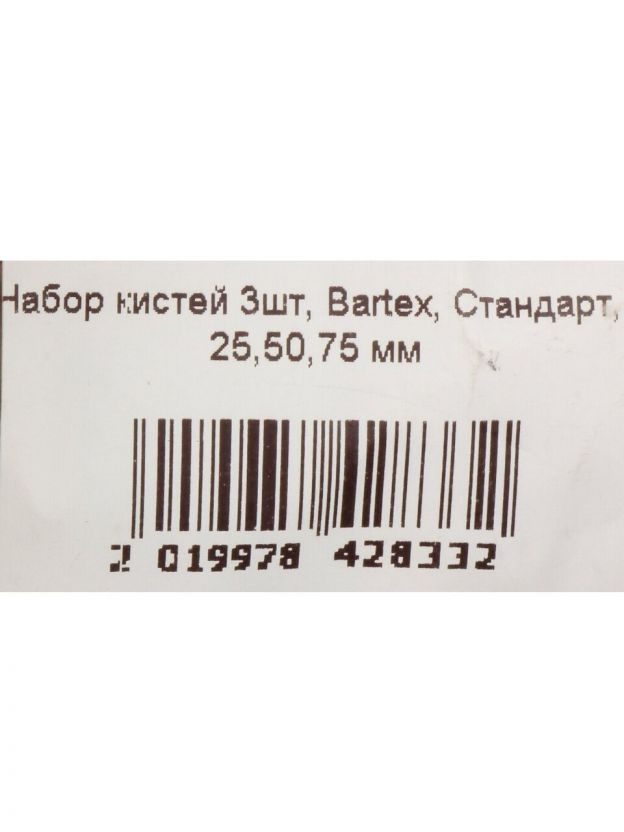 Набор кистей 3шт, Bartex, Стандарт,
25,50,75 мм
2 019978 428332